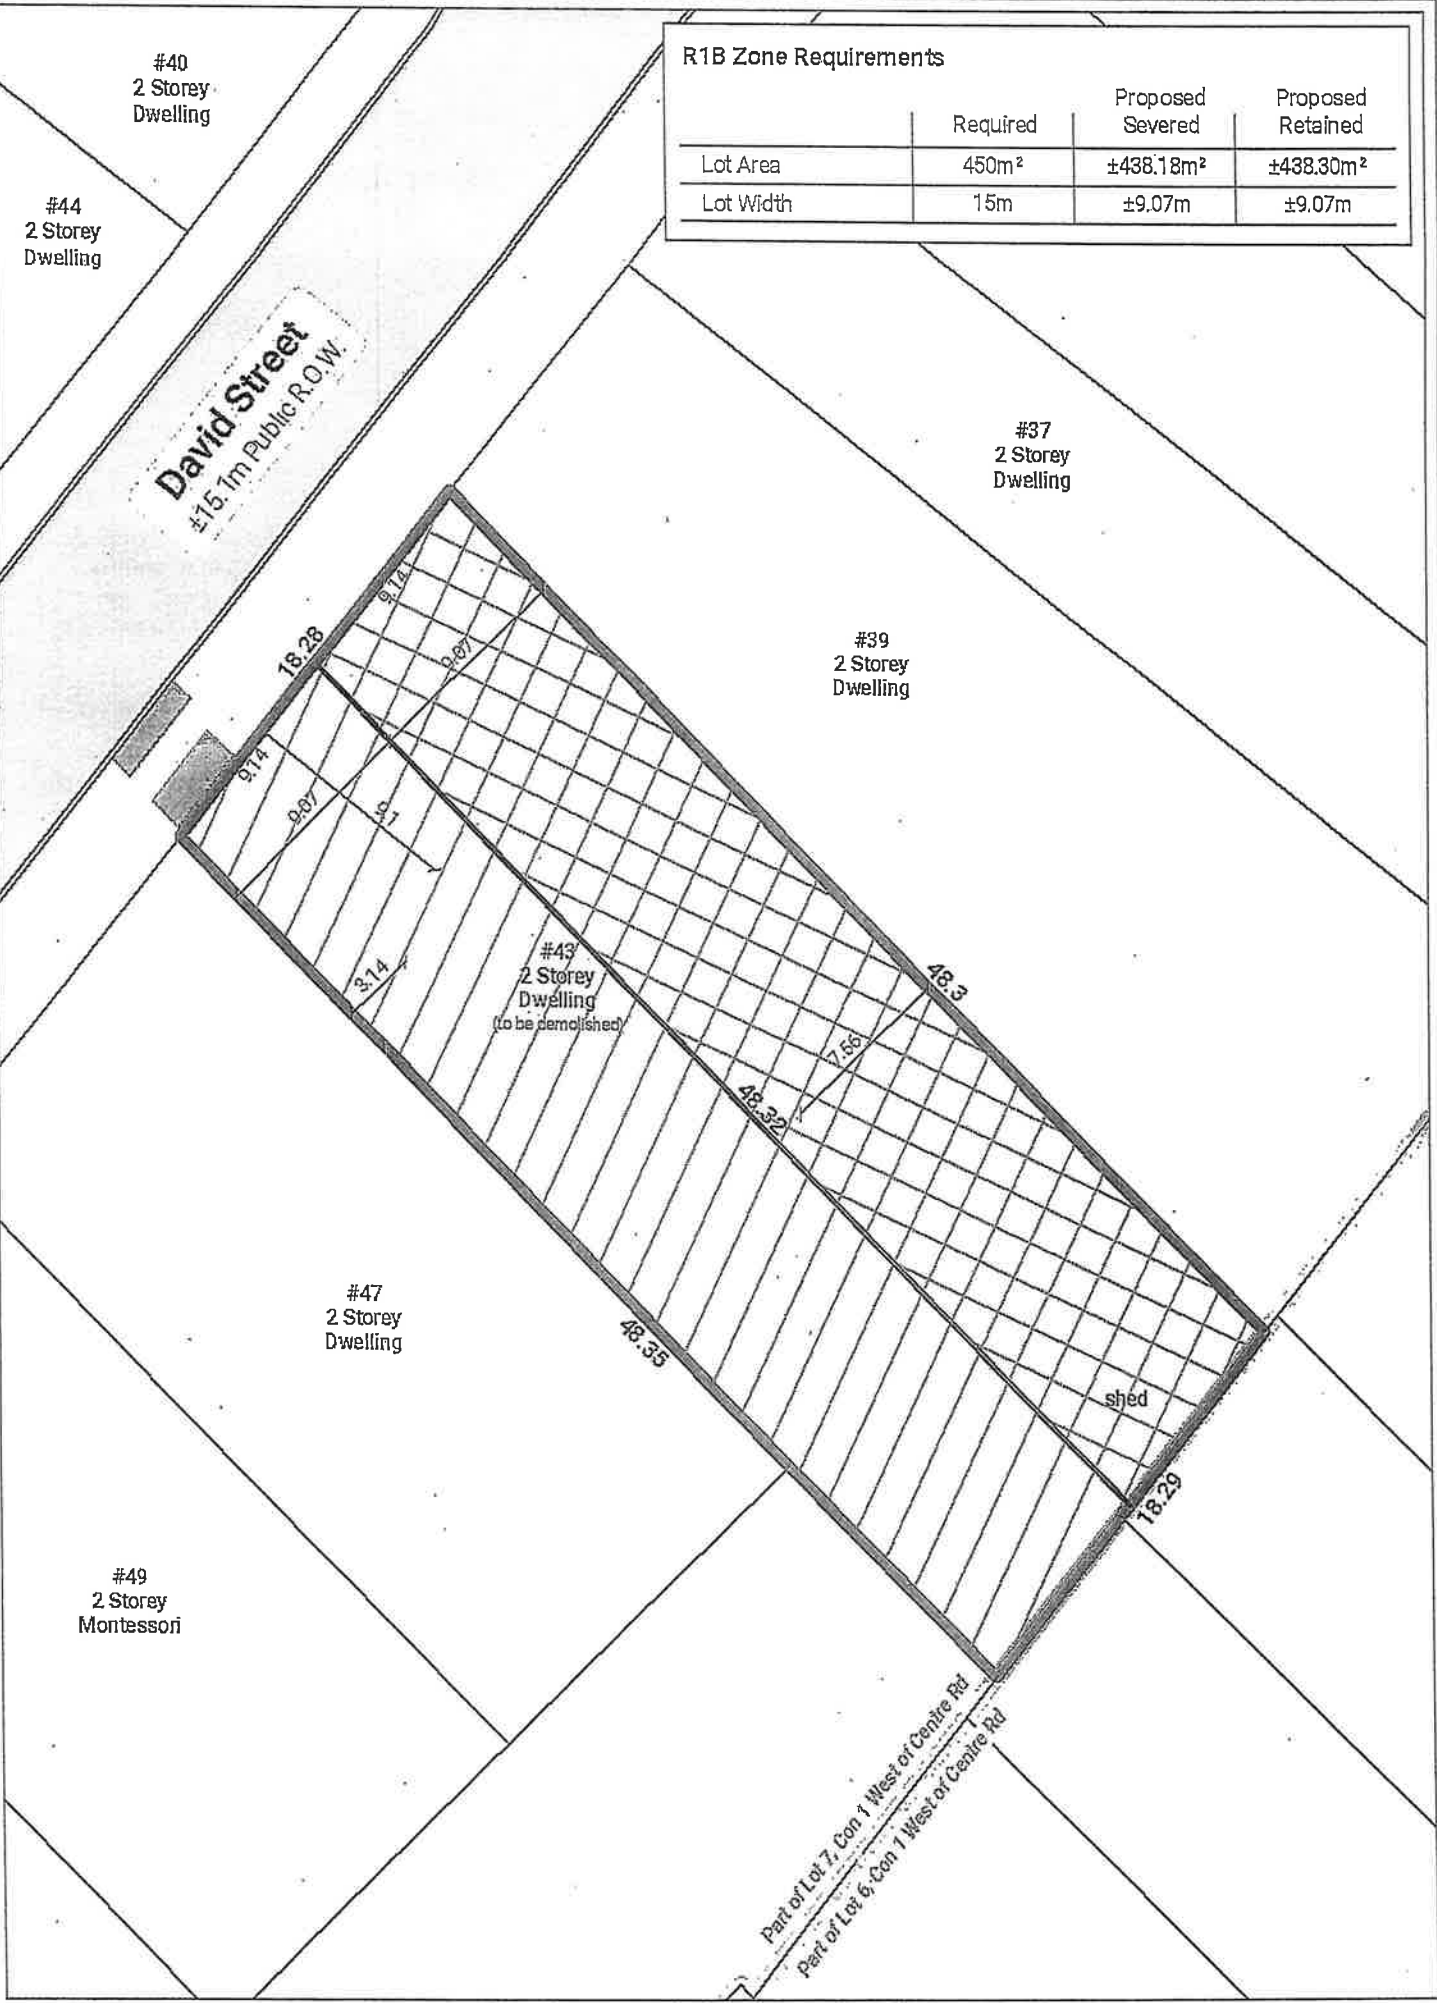 R1B Zone Requirements
Required Proposed Severed Proposed Retained
Lot Area 450m² ±438.18m² ±438.30m²
Lot Width 15m ±9.07m ±9.07m
#40
2 Storey
Dwelling
#44
2 Storey
Dwelling
David Street
±15.1m Public R.O.W.
#37
2 Storey
Dwelling
#39
2 Storey
Dwelling
9.14
18.28
9.07
9.14
9.07
9.1
3.14
#43
2 Storey
Dwelling
(to be demolished)
48.3
7.56
48.32
#47
2 Storey
Dwelling
48.35
shed
18.29
#49
2 Storey
Montessori
Part of Lot 7, Con 1 West of Centre Rd
Part of Lot 6, Con 1 West of Centre Rd